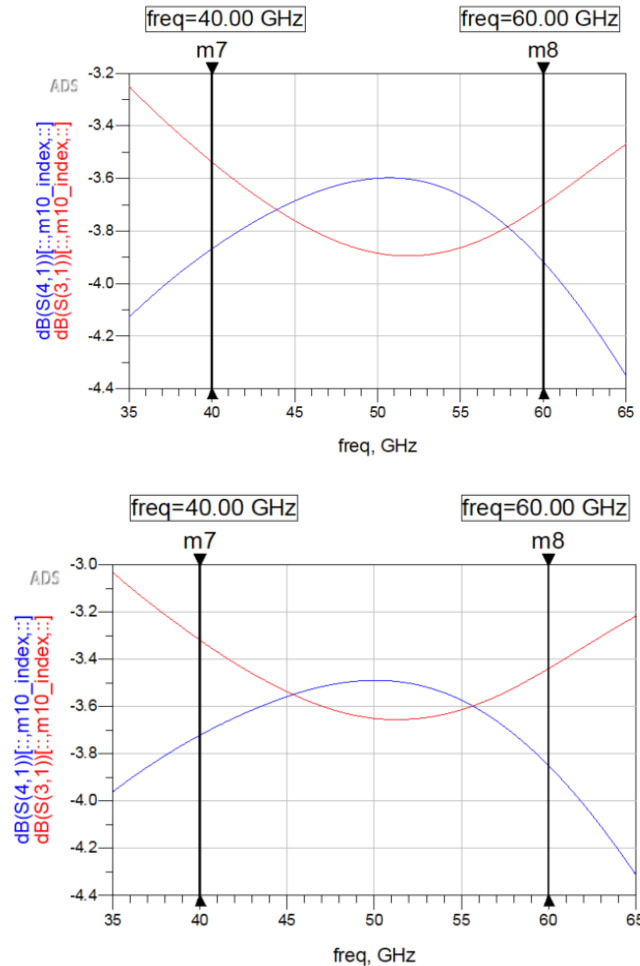 freq=40.00 GHz
freq=60.00 GHz
m7
m8
ADS
dB(S(4,1))[::,m10_index,::]
dB(S(3,1))[::,m10_index,::]
-3.2
-3.4
-3.6
-3.8
-4.0
-4.2
-4.4
35
40
45
50
55
60
65
freq, GHz
freq=40.00 GHz
freq=60.00 GHz
m7
m8
ADS
dB(S(4,1))[::,m10_index,::]
dB(S(3,1))[::,m10_index,::]
-3.0
-3.2
-3.4
-3.6
-3.8
-4.0
-4.2
-4.4
35
40
45
50
55
60
65
freq, GHz